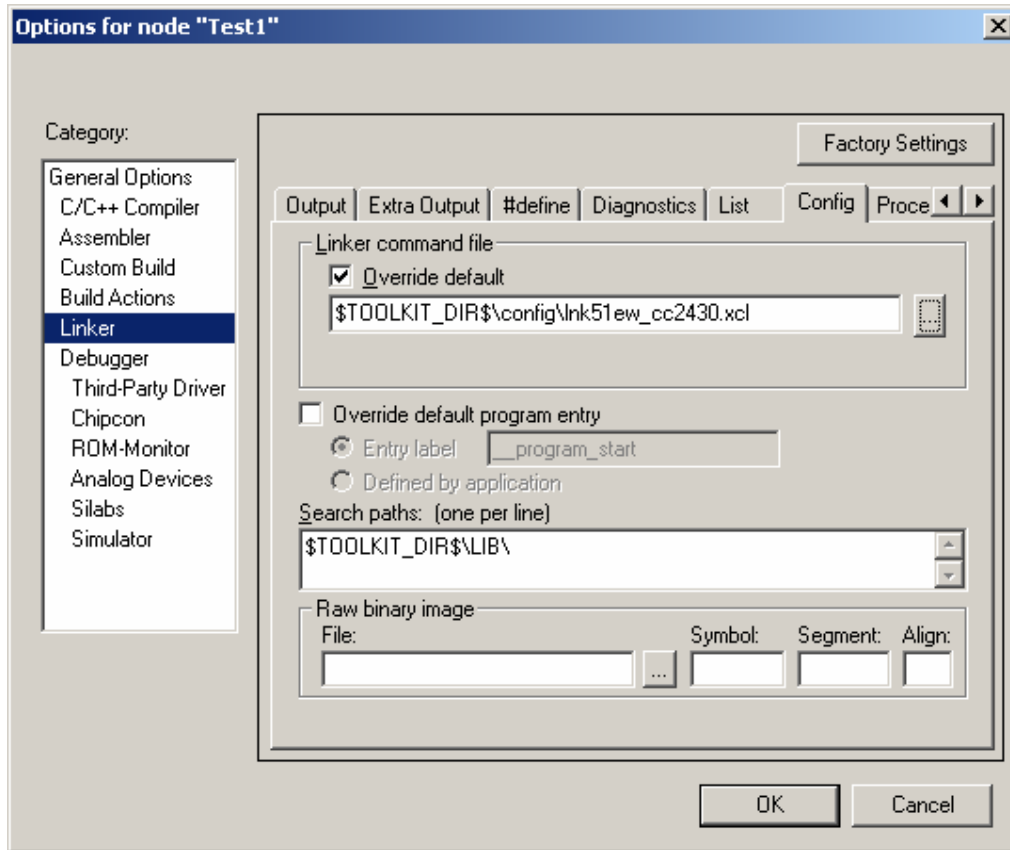 Options for node "Test1"
Category:
General Options
C/C++ Compiler
Assembler
Custom Build
Build Actions
Linker
Debugger
Third-Party Driver
Chipcon
ROM-Monitor
Analog Devices
Silabs
Simulator
Factory Settings
Output Extra Output #define Diagnostics List Config Proce
Linker command file
Override default
$TOOLKIT_DIR$\config\lnk51ew_cc2430.xcl
...
Override default program entry
Entry label __program_start
Defined by application
Search paths: (one per line)
$TOOLKIT_DIR$\LIB\
Raw binary image
File: Symbol: Segment: Align:
...
OK Cancel